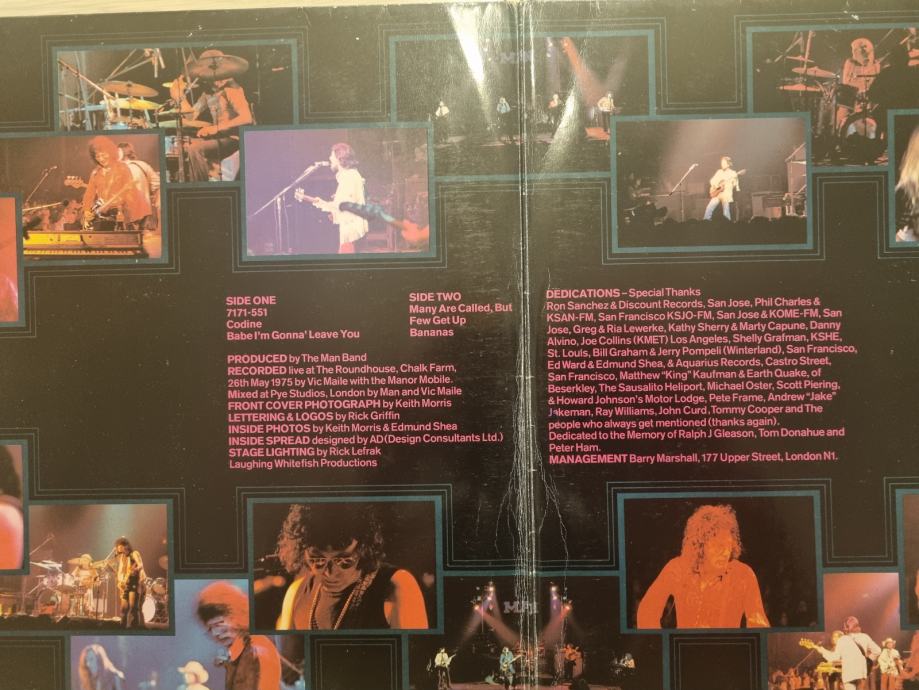 SIDE ONE
7171-551
Codine
Babe I'm Gonna' Leave You
SIDE TWO
Many Are Called, But
Few Get Up
Bananas
PRODUCED by The Man Band
RECORDED live at The Roundhouse, Chalk Farm,
26th May 1975 by Vic Maile with the Manor Mobile.
Mixed at Pye Studios, London by Man and Vic Maile
FRONT COVER PHOTOGRAPH by Keith Morris
LETTERING & LOGOS by Rick Griffin
INSIDE PHOTOS by Keith Morris & Edmund Shea
INSIDE SPREAD designed by AD (Design Consultants Ltd.)
STAGE LIGHTING by Rick Lefrak
Laughing Whitefish Productions
DEDICATIONS – Special Thanks
Ron Sanchez & Discount Records, San Jose, Phil Charles &
KSAN-FM, San Francisco KSJO-FM, San Jose & KOME-FM, San
Jose, Greg & Ria Lewerke, Kathy Sherry & Marty Capune, Danny
Alvino, Joe Collins (KMET) Los Angeles, Shelly Grafman, KSHE,
St. Louis, Bill Graham & Jerry Pompeli (Winterland), San Francisco,
Ed Ward & Edmund Shea, & Aquarius Records, Castro Street,
San Francisco, Matthew "King" Kaufman & Earth Quake, of
Beserkley, The Sausalito Heliport, Michael Oster, Scott Piering,
& Howard Johnson's Motor Lodge, Pete Frame, Andrew "Jake"
Jakeman, Ray Williams, John Curd, Tommy Cooper and The
people who always get mentioned (thanks again).
Dedicated to the Memory of Ralph J Gleason, Tom Donahue and
Peter Ham.
MANAGEMENT Barry Marshall, 177 Upper Street, London N1.